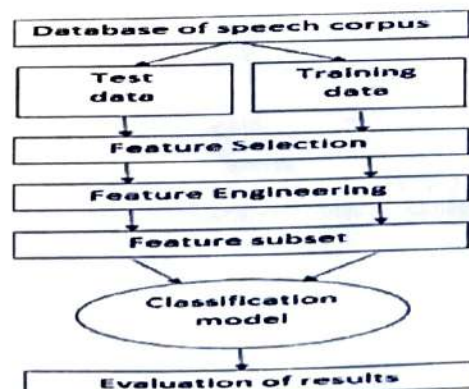 Database of speech corpus
Test
data
Training
data
Feature Selection
Feature Engineering
Feature subset
Classification
model
Evaluation of results